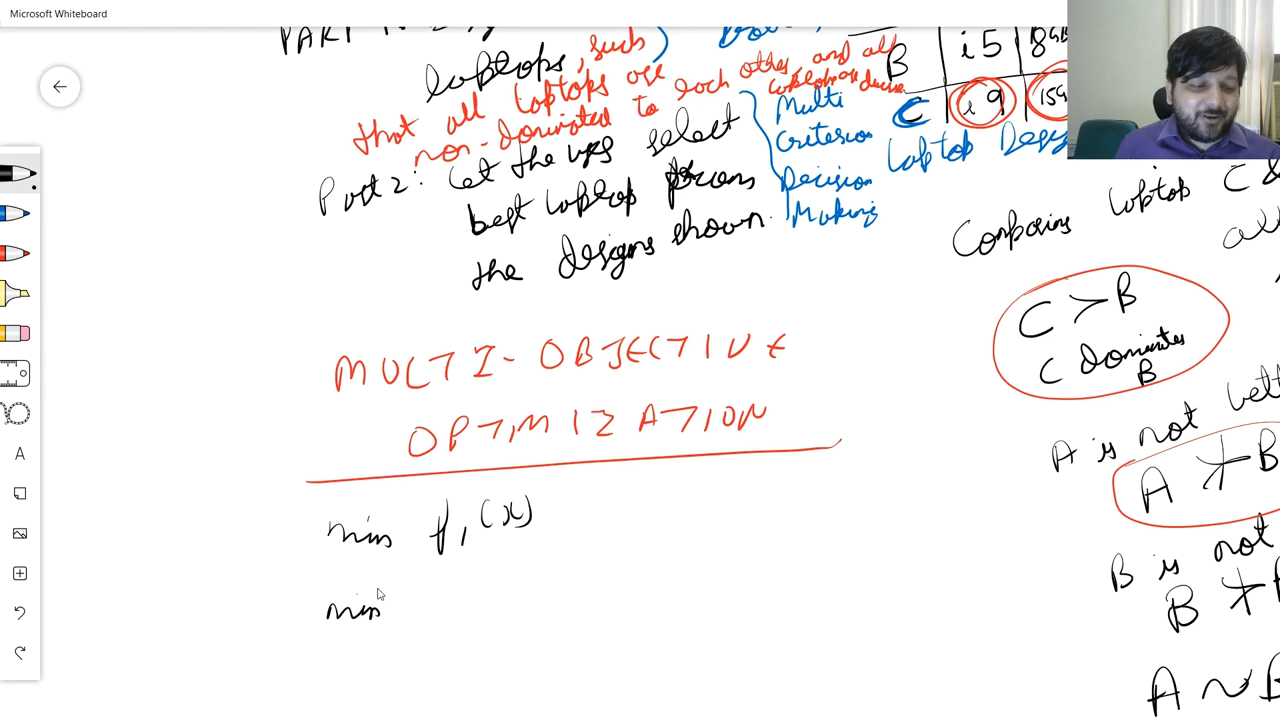 Microsoft Whiteboard
laptops, such
that all laptops are
non-dominated to each other and all
Part 2: Let the user select
best laptop from
the designs shown.
Multi
Criterion
Decision
Making
B i5 8GB
C i9
Laptop
Comparing laptop C &
C > B
C dominates
B
MULTI-OBJECTIVE
OPTIMIZATION
A is not bett
A ⊁ B
B is not
B ⊁
A ~ B
min f₁(x)
min
A